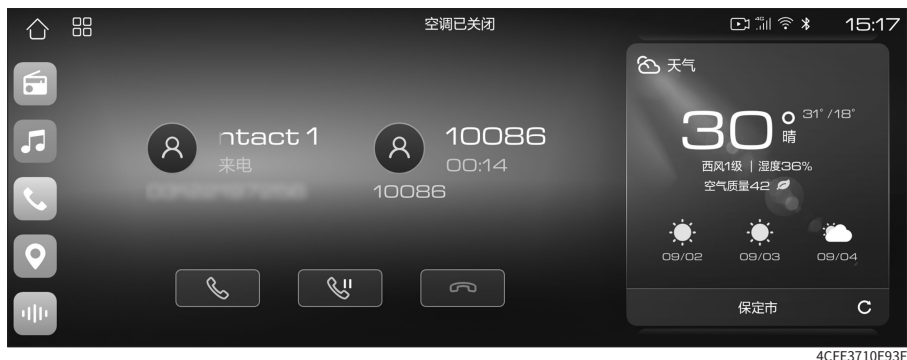 空调已关闭
4G
15:17
ntact 1
来电
10086
00:14
10086
天气
30°
31°/18°
晴
西风1级 | 湿度36%
空气质量42
09/02
09/03
09/04
保定市
4CFE3710E93E